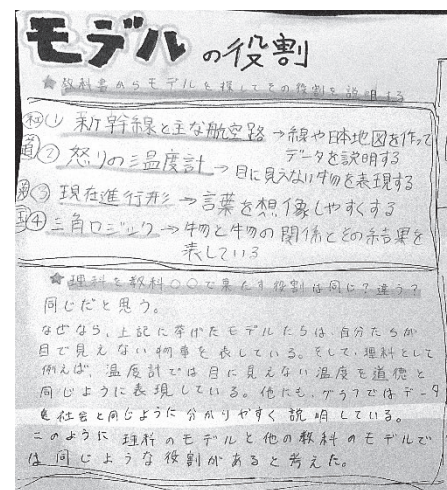 モデルの役割
★教科書からモデルを探してその役割を説明する
① 新幹線と主な航空路→線や日本地図を作って
データを説明する
② 怒りの温度計→目に見えない物を表現する
③ 現在進行形→言葉を想像しやすくする
④ 三角ロジック→物と物の関係とその結果を
表している
★理科と教科○○で果たす役割は同じ?違う?
同じだと思う。
なぜなら、上記に挙げたモデルたちは、自分たちが
目で見えない物事を表している。そして、理科として
例えば、温度計では目に見えない温度を道徳と
同じように表現している。他にも、グラフではデータ
を社会と同じように分かりやすく説明している。
このように理科のモデルと他の教科のモデルで
は同じような役割があると考えた。